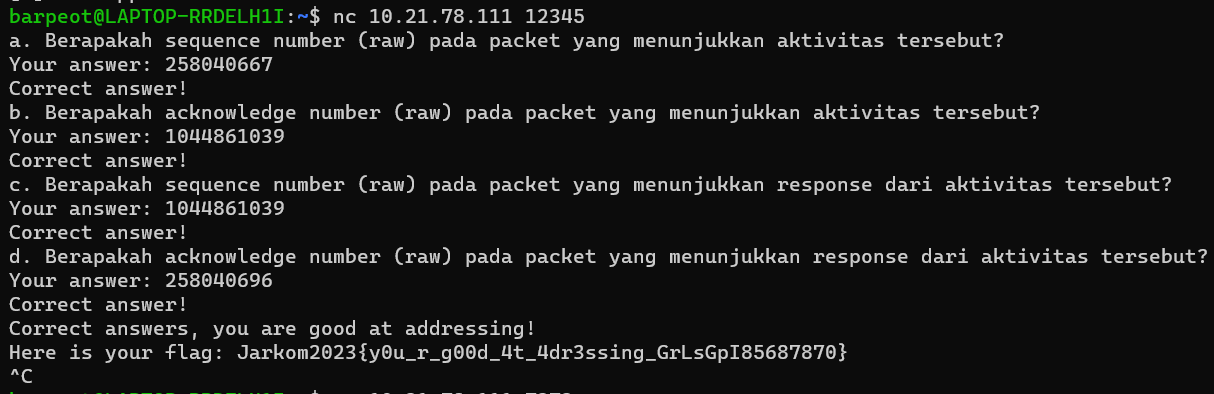 barpeot@LAPTOP-RRDELH1I:~$ nc 10.21.78.111 12345
a. Berapakah sequence number (raw) pada packet yang menunjukkan aktivitas tersebut?
Your answer: 258040667
Correct answer!
b. Berapakah acknowledge number (raw) pada packet yang menunjukkan aktivitas tersebut?
Your answer: 1044861039
Correct answer!
c. Berapakah sequence number (raw) pada packet yang menunjukkan response dari aktivitas tersebut?
Your answer: 1044861039
Correct answer!
d. Berapakah acknowledge number (raw) pada packet yang menunjukkan response dari aktivitas tersebut?
Your answer: 258040696
Correct answer!
Correct answers, you are good at addressing!
Here is your flag: Jarkom2023{y0u_r_g00d_4t_4dr3ssing_GrLsGpI85687870}
^C